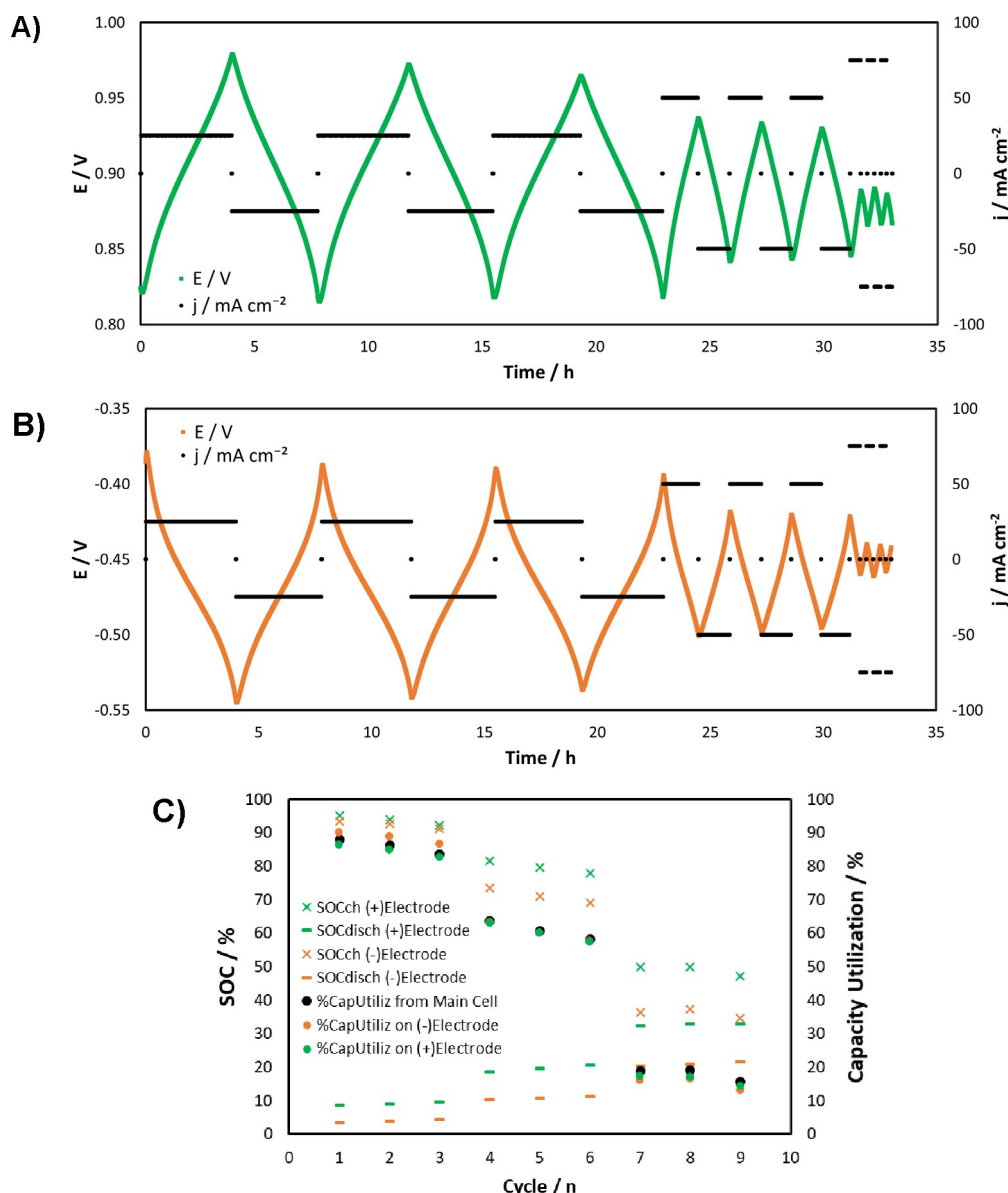 A)
1.00
0.95
0.90
0.85
0.80
E / V
100
50
0
-50
-100
j / mA cm⁻²
E / V
j / mA cm⁻²
0 5 10 15 20 25 30 35
Time / h
B)
-0.35
-0.40
-0.45
-0.50
-0.55
E / V
100
50
0
-50
-100
j / mA cm⁻²
E / V
j / mA cm⁻²
0 5 10 15 20 25 30 35
Time / h
C)
100
90
80
70
60
50
40
30
20
10
0
SOC / %
100
90
80
70
60
50
40
30
20
10
0
Capacity Utilization / %
SOCch (+)Electrode
SOCdisch (+)Electrode
SOCch (-)Electrode
SOCdisch (-)Electrode
%CapUtiliz from Main Cell
%CapUtiliz on (-)Electrode
%CapUtiliz on (+)Electrode
0 1 2 3 4 5 6 7 8 9 10
Cycle / n